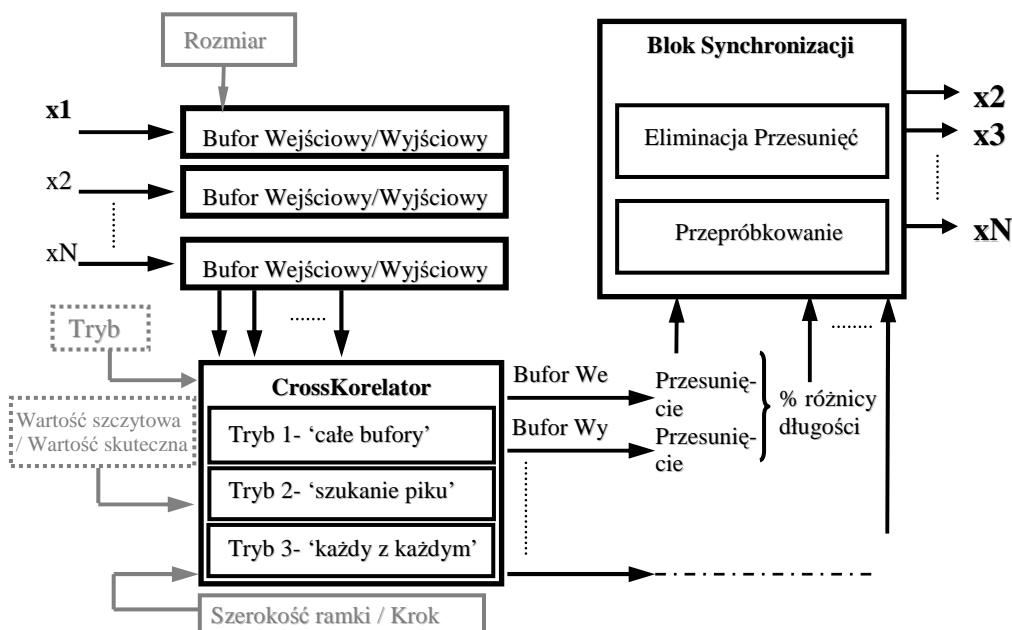 Rozmiar
x1
Bufor Wejściowy/Wyjściowy
x2
Bufor Wejściowy/Wyjściowy
xN
Bufor Wejściowy/Wyjściowy
Blok Synchronizacji
Eliminacja Przesunięć
Przepróbkowanie
x2
x3
xN
Tryb
Wartość szczytowa
/ Wartość skuteczna
CrossKorelator
Tryb 1- ‘całe bufory’
Tryb 2- ‘szukanie piku’
Tryb 3- ‘każdy z każdym’
Szerokość ramki / Krok
Bufor We
Przesunię-
cie
Bufor Wy
Przesunię-
cie
% różnicy
długości